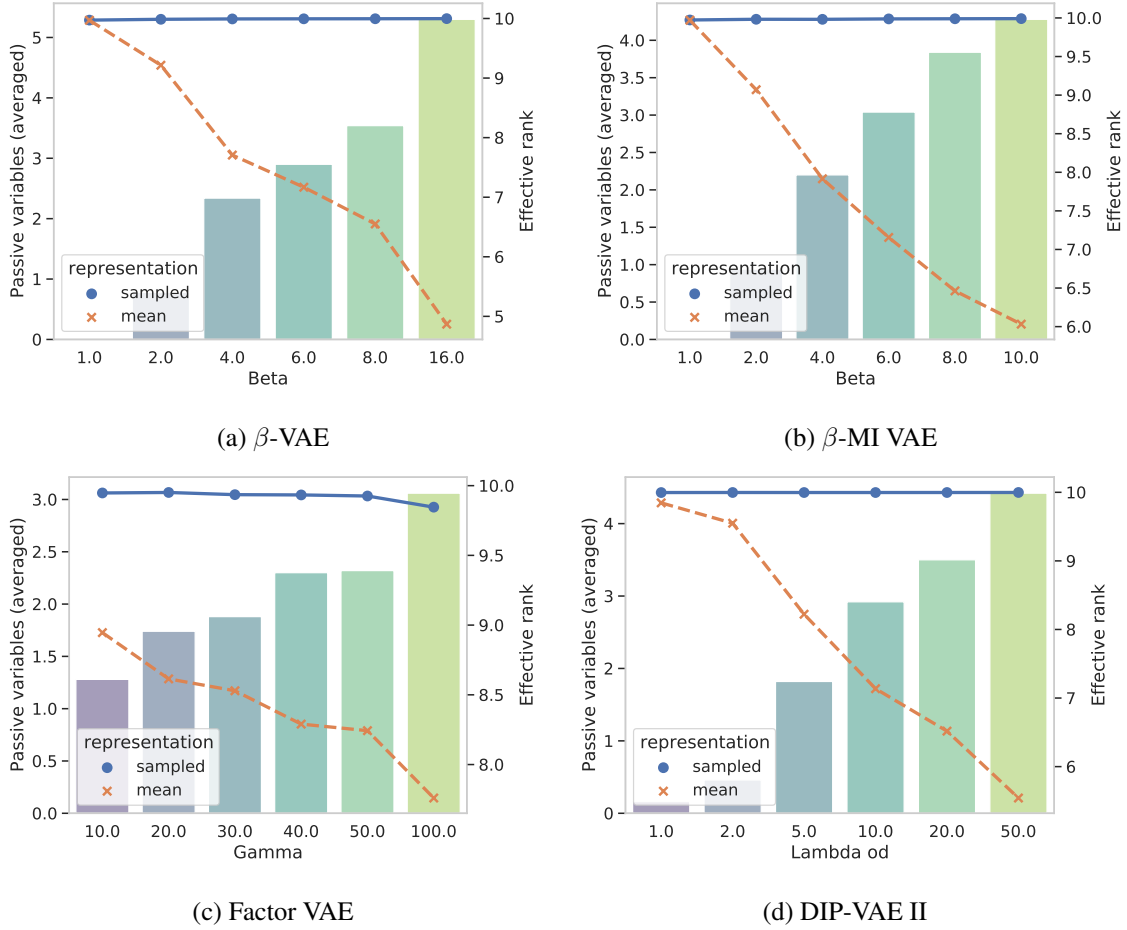 Passive variables (averaged)
5
4
3
2
1
0
representation
sampled
mean
1.0 2.0 4.0 6.0 8.0 16.0
Beta
10
9
8
7
6
5
Effective rank
(a) β-VAE
Passive variables (averaged)
4.0
3.5
3.0
2.5
2.0
1.5
1.0
0.5
0.0
representation
sampled
mean
1.0 2.0 4.0 6.0 8.0 10.0
Beta
10.0
9.5
9.0
8.5
8.0
7.5
7.0
6.5
6.0
Effective rank
(b) β-MI VAE
Passive variables (averaged)
3.0
2.5
2.0
1.5
1.0
0.5
0.0
representation
sampled
mean
10.0 20.0 30.0 40.0 50.0 100.0
Gamma
10.0
9.5
9.0
8.5
8.0
Effective rank
(c) Factor VAE
Passive variables (averaged)
4
3
2
1
0
representation
sampled
mean
1.0 2.0 5.0 10.0 20.0 50.0
Lambda od
10
9
8
7
6
Effective rank
(d) DIP-VAE II